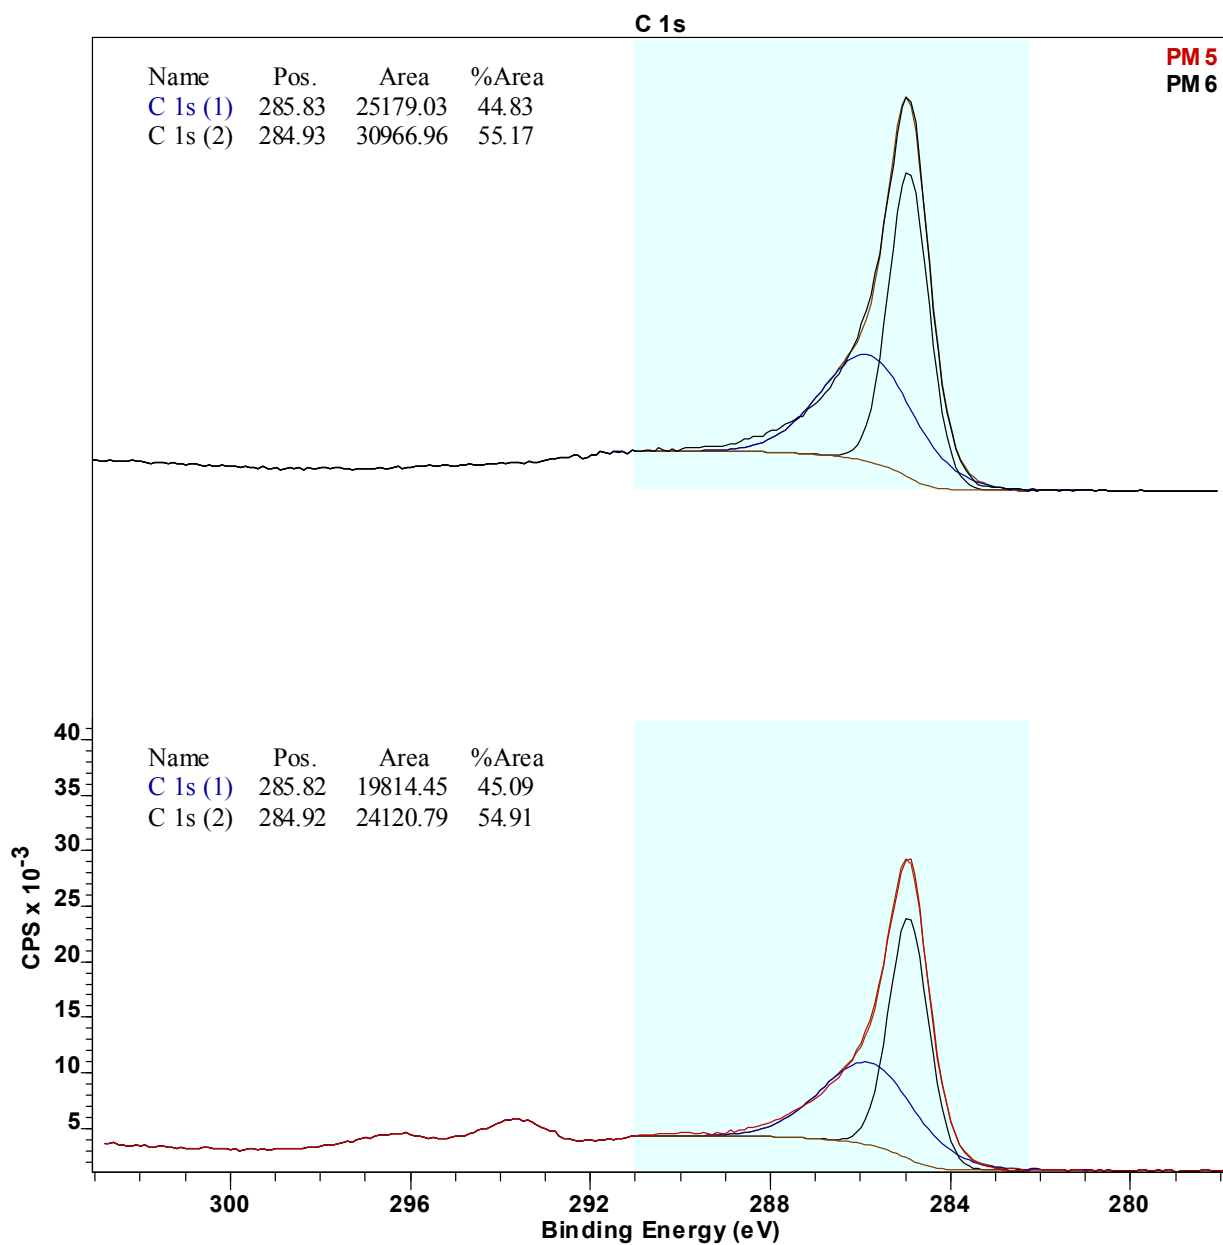 C 1s
PM 5
PM 6
Name Pos. Area %Area
C 1s (1) 285.83 25179.03 44.83
C 1s (2) 284.93 30966.96 55.17
Name Pos. Area %Area
C 1s (1) 285.82 19814.45 45.09
C 1s (2) 284.92 24120.79 54.91
40
35
30
25
20
15
10
5
CPS x 10⁻³
300 296 292 288 284 280
Binding Energy (eV)